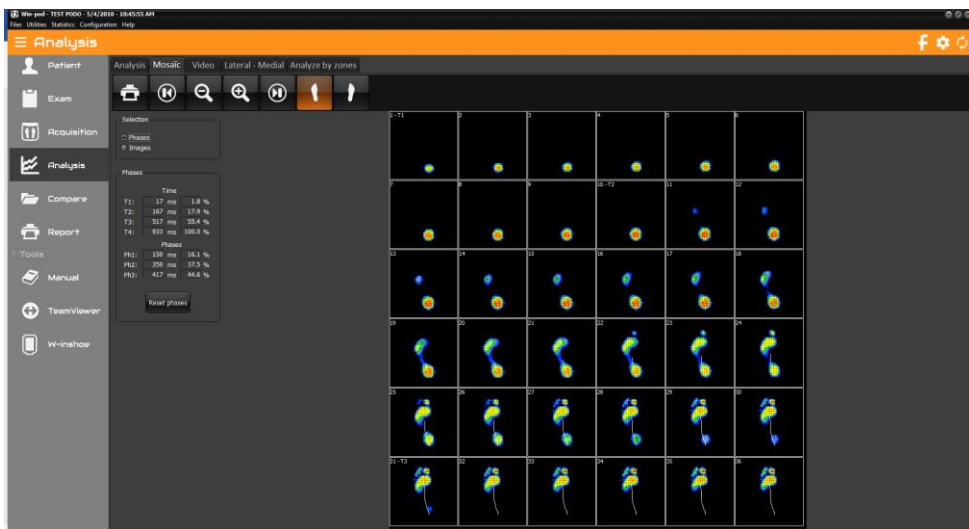 Win-pod - TEST PODO - 5/4/2010 - 10:45:55 AM
Files Utilities Statistics Configuration Help
Analysis
Patient
Exam
Acquisition
Analysis
Compare
Report
Tools
Manual
TeamViewer
W-inshoe
Analysis Mosaïc Video Lateral - Medial Analyze by zones
Selection
Phases
Images
Phases
Time
T1: 17 ms 1.8 %
T2: 167 ms 17.9 %
T3: 517 ms 55.4 %
T4: 933 ms 100.0 %
Phases
Ph1: 150 ms 16.1 %
Ph2: 350 ms 37.5 %
Ph3: 417 ms 44.6 %
Reset phases
1 - T1 2 3 4 5 6
7 8 9 10 - T2 11 12
13 14 15 16 17 18
19 20 21 22 23 24
25 26 27 28 29 30
31 - T3 32 33 34 35 36